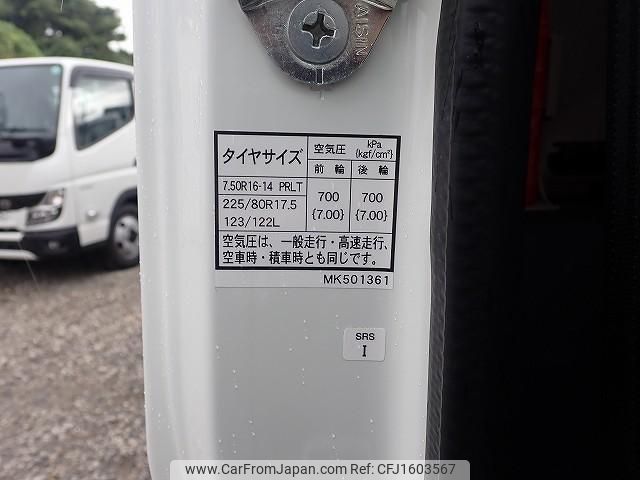 AISIN
タイヤサイズ 空気圧 kPa {kgf/cm²}
前輪 後輪
7.50R16-14 PRLT 700 {7.00} 700 {7.00}
225/80R17.5
123/122L
空気圧は、一般走行・高速走行、
空車時・積車時とも同じです。
MK501361
SRS
I
www.CarFromJapan.com - CFJ1603567